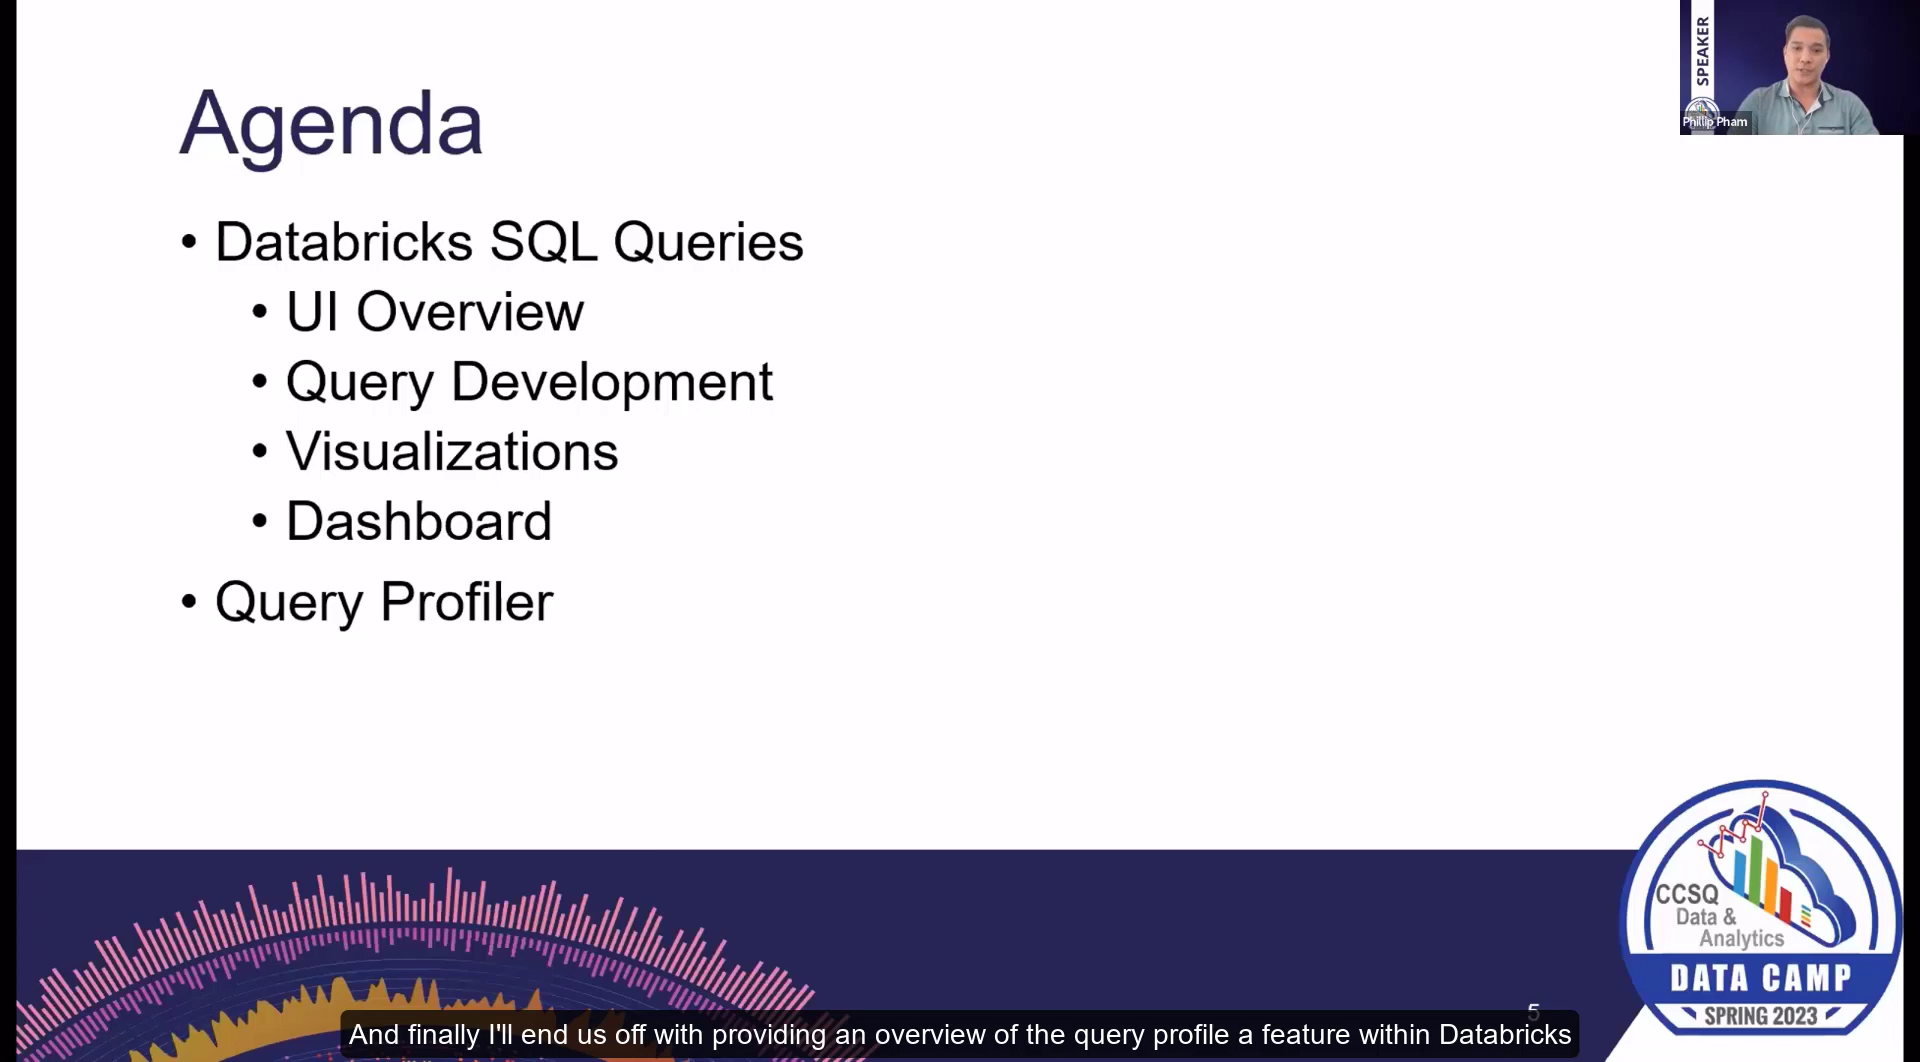 SPEAKER
Phillip Pham
Agenda
• Databricks SQL Queries
• UI Overview
• Query Development
• Visualizations
• Dashboard
• Query Profiler
CCSQ
Data &
Analytics
DATA CAMP
SPRING 2023
5
And finally I'll end us off with providing an overview of the query profile a feature within Databricks